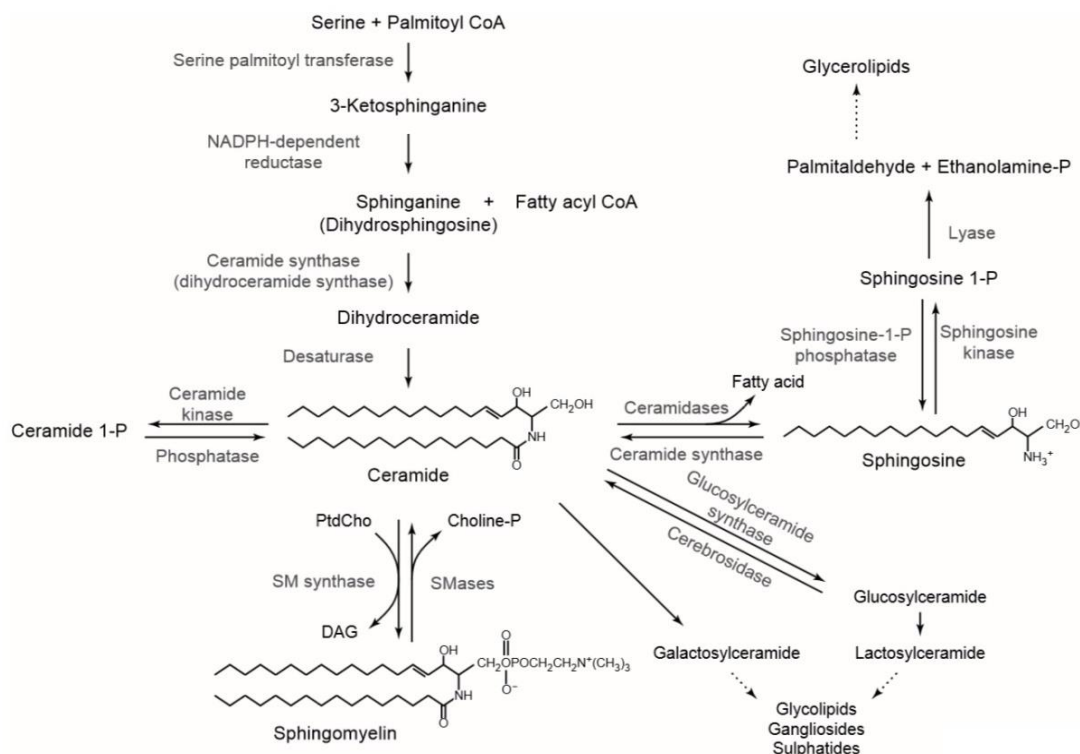 Serine + Palmitoyl CoA
Serine palmitoyl transferase
3-Ketosphinganine
NADPH-dependent
reductase
Sphinganine + Fatty acyl CoA
(Dihydrosphingosine)
Ceramide synthase
(dihydroceramide synthase)
Dihydroceramide
Desaturase
Glycerolipids
Palmitaldehyde + Ethanolamine-P
Lyase
Sphingosine 1-P
Sphingosine-1-P
phosphatase
Sphingosine
kinase
Ceramide
kinase
Ceramide 1-P
Phosphatase
OH
CH₂OH
NH
O
Ceramide
Fatty acid
Ceramidases
Ceramide synthase
OH
CH₂O
NH₃⁺
Sphingosine
Glucosylceramide
synthase
Cerebrosidase
PtdCho
Choline-P
SM synthase
SMases
DAG
OH
O
CH₂OPOCH₂CH₂N⁺(CH₃)₃
O⁻
NH
O
Sphingomyelin
Glucosylceramide
Galactosylceramide
Lactosylceramide
Glycolipids
Gangliosides
Sulphatides